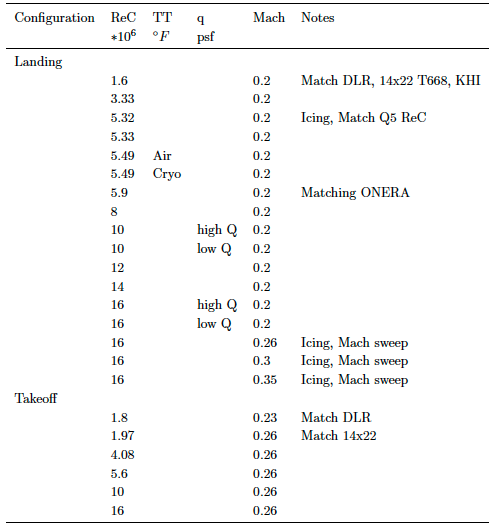 Configuration ReC TT q Mach Notes
*10⁶ °F psf
Landing
1.6 0.2 Match DLR, 14x22 T668, KHI
3.33 0.2
5.32 0.2 Icing, Match Q5 ReC
5.33 0.2
5.49 Air 0.2
5.49 Cryo 0.2
5.9 0.2 Matching ONERA
8 0.2
10 high Q 0.2
10 low Q 0.2
12 0.2
14 0.2
16 high Q 0.2
16 low Q 0.2
16 0.26 Icing, Mach sweep
16 0.3 Icing, Mach sweep
16 0.35 Icing, Mach sweep
Takeoff
1.8 0.23 Match DLR
1.97 0.26 Match 14x22
4.08 0.26
5.6 0.26
10 0.26
16 0.26